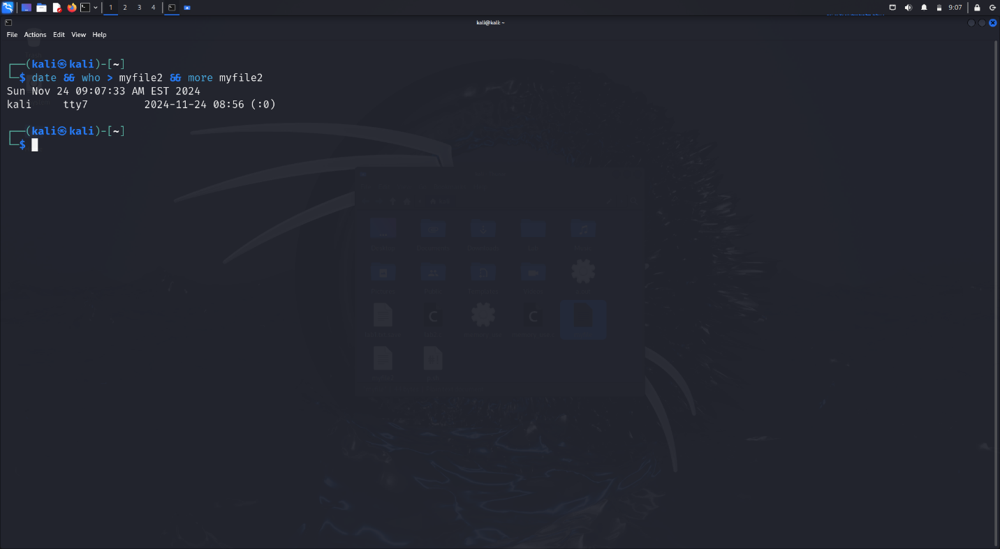 1 2 3 4
9:07
kali@kali: ~
File Actions Edit View Help
┌──(kali㉿kali)-[~]
└─$ date && who > myfile2 && more myfile2
Sun Nov 24 09:07:33 AM EST 2024
kali     tty7         2024-11-24 08:56 (:0)
┌──(kali㉿kali)-[~]
└─$